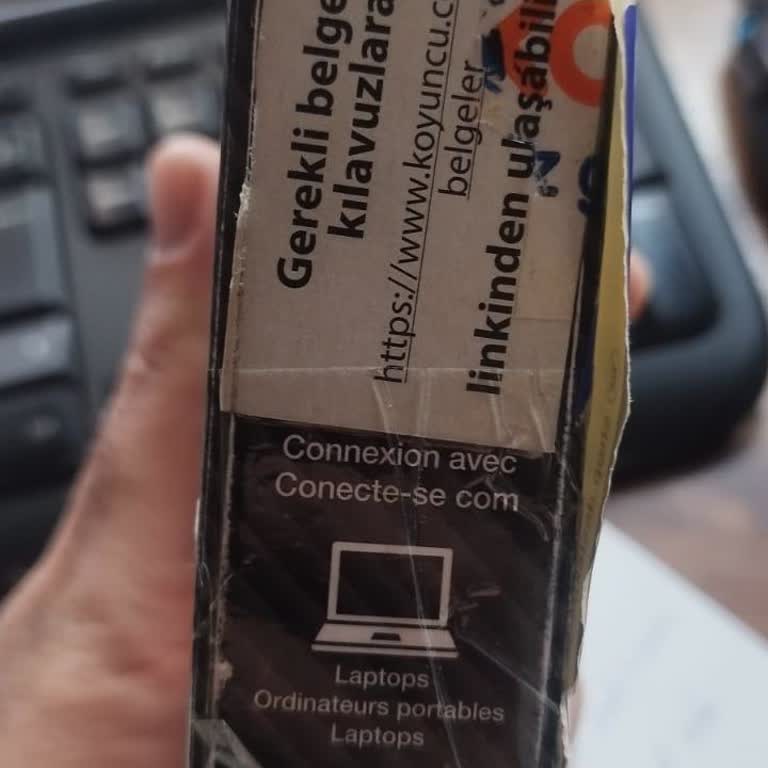 Gerekli belge
kılavuzlara
https://www.koyuncu.c
belgeler
linkinden ulaşabili
Connexion avec
Conecte-se com
Laptops
Ordinateurs portables
Laptops